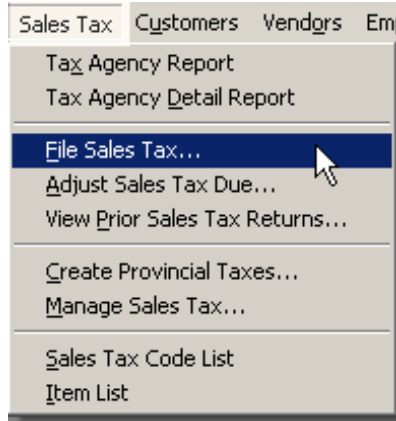 Sales Tax Customers Vendors Em
Tax Agency Report
Tax Agency Detail Report
File Sales Tax...
Adjust Sales Tax Due...
View Prior Sales Tax Returns...
Create Provincial Taxes...
Manage Sales Tax...
Sales Tax Code List
Item List